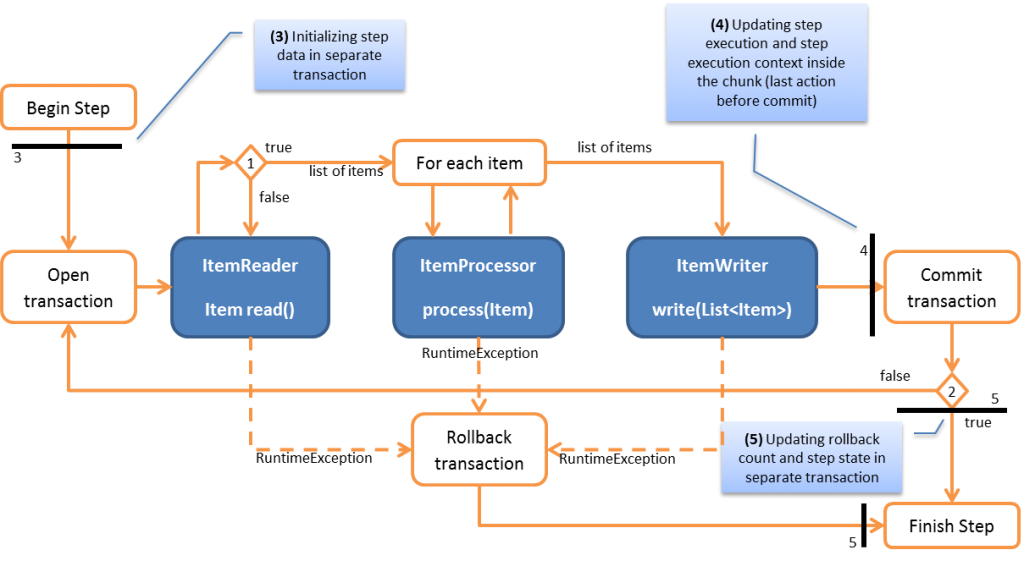 (3) Initializing step
data in separate
transaction
(4) Updating step
execution and step
execution context inside
the chunk (last action
before commit)
Begin Step
3
1
true
list of items
For each item
list of items
false
Open
transaction
ItemReader
Item read()
ItemProcessor
process(Item)
ItemWriter
write(List<Item>)
4
Commit
transaction
RuntimeException
false
2
5
true
Rollback
transaction
RuntimeException
RuntimeException
(5) Updating rollback
count and step state in
separate transaction
5
Finish Step